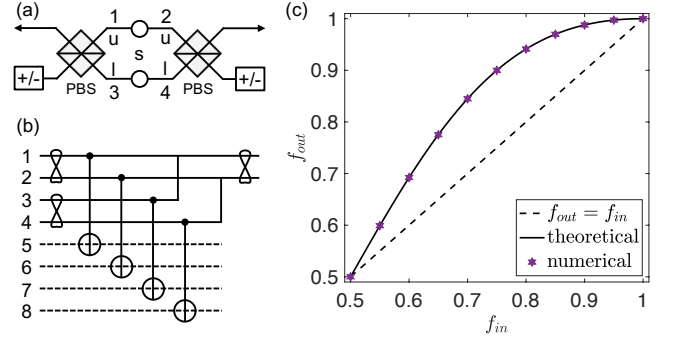 (a)
1 2
u u
s
l l
+/- PBS PBS +/-
3 4
(b)
1
2
3
4
5
6
7
8
(c)
1
0.9
0.8
0.7
0.6
0.5
f_out
0.5 0.6 0.7 0.8 0.9 1
f_in
f_out = f_in
theoretical
numerical